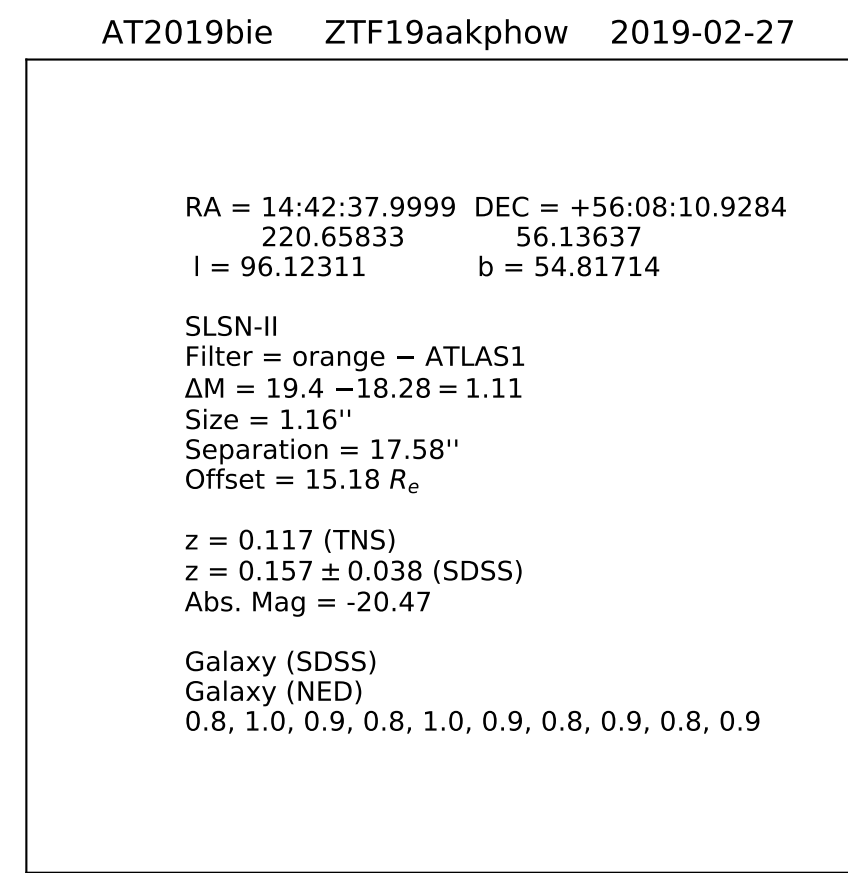 AT2019bie ZTF19aakphow 2019-02-27
RA = 14:42:37.9999 DEC = +56:08:10.9284
220.65833 56.13637
l = 96.12311 b = 54.81714
SLSN-II
Filter = orange − ATLAS1
ΔM = 19.4 −18.28 = 1.11
Size = 1.16''
Separation = 17.58''
Offset = 15.18 Re
z = 0.117 (TNS)
z = 0.157 ± 0.038 (SDSS)
Abs. Mag = -20.47
Galaxy (SDSS)
Galaxy (NED)
0.8, 1.0, 0.9, 0.8, 1.0, 0.9, 0.8, 0.9, 0.8, 0.9